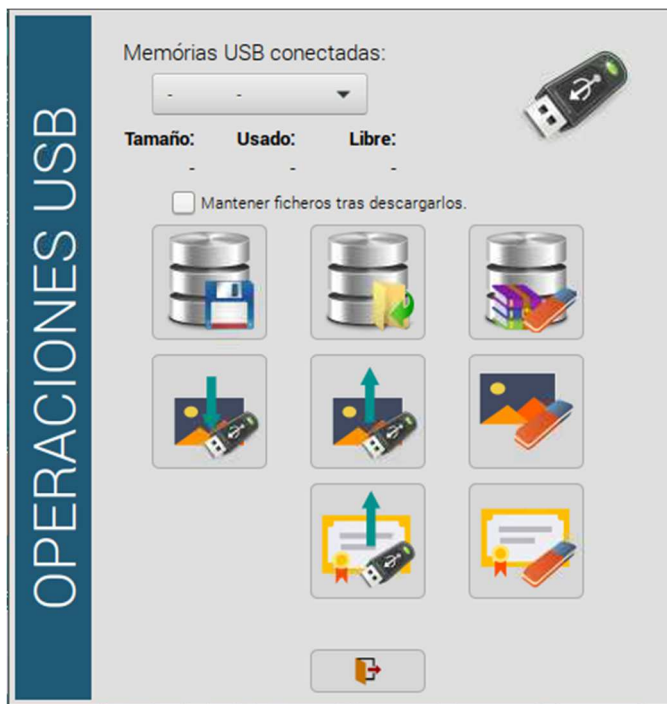 OPERACIONES USB
Memórias USB conectadas:
- -
Tamaño: Usado: Libre:
- - -
Mantener ficheros tras descargarlos.